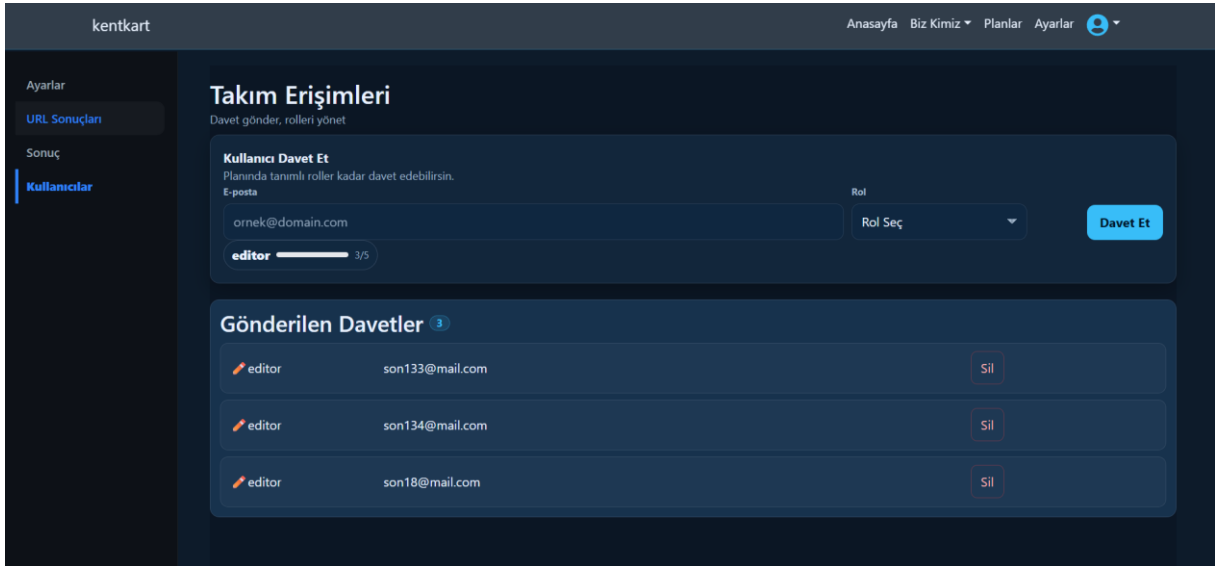 kentkart
Anasayfa Biz Kimiz Planlar Ayarlar
Ayarlar
URL Sonuçları
Sonuç
Kullanıcılar
Takım Erişimleri
Davet gönder, rolleri yönet
Kullanıcı Davet Et
Planında tanımlı roller kadar davet edebilirsin.
E-posta Rol
ornek@domain.com Rol Seç Davet Et
editor 3/5
Gönderilen Davetler 3
editor son133@mail.com Sil
editor son134@mail.com Sil
editor son18@mail.com Sil